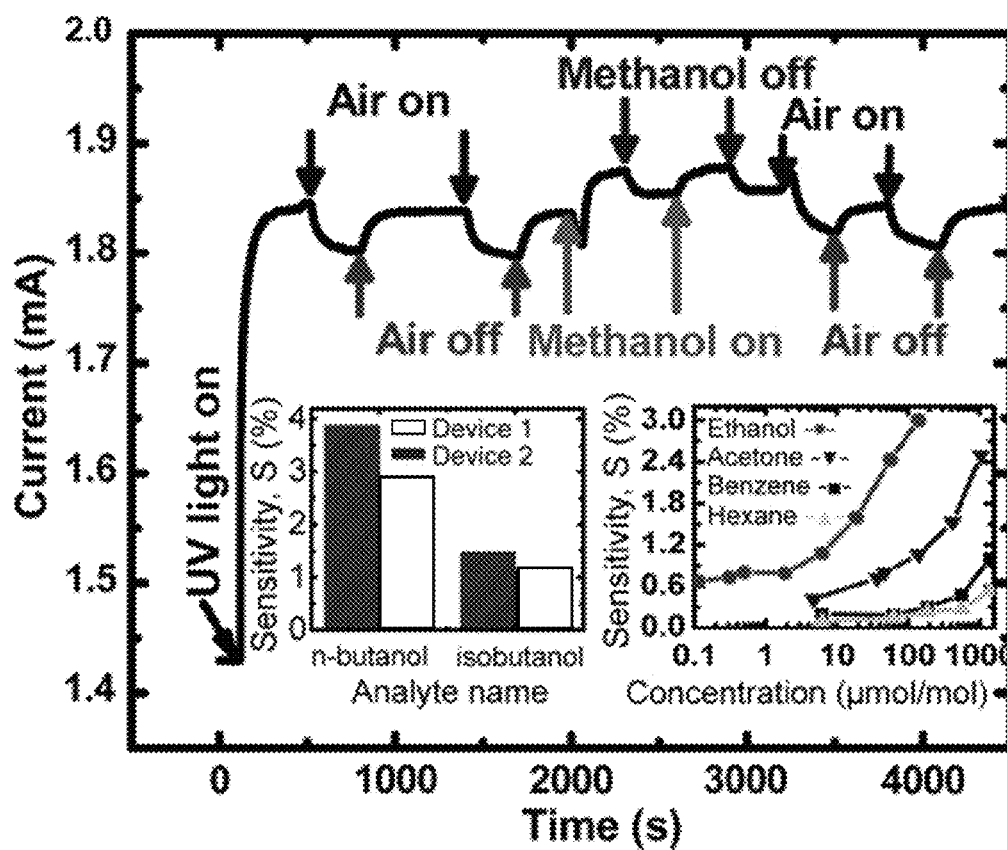 2.0
1.9
1.8
1.7
1.6
1.5
1.4
Current (mA)
Air on
Methanol off
Air on
Air off
Methanol on
Air off
UV light on
4
3
2
1
0
Sensitivity, S (%)
Device 1
Device 2
n-butanol isobutanol
Analyte name
3.0
2.4
1.8
1.2
0.6
0.0
Sensitivity, S (%)
Ethanol
Acetone
Benzene
Hexane
0.1 1 10 100 1000
Concentration (µmol/mol)
0 1000 2000 3000 4000
Time (s)